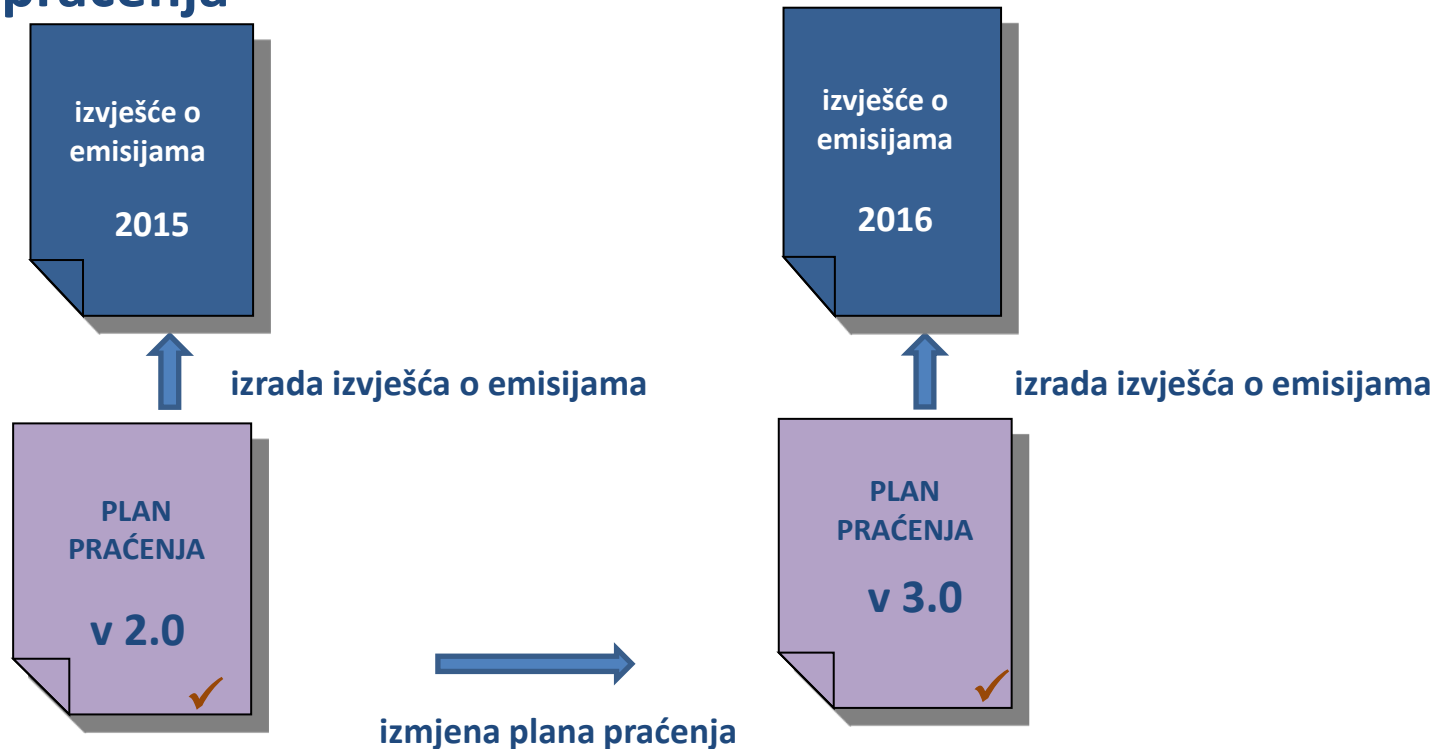 praćenja
izvješće o
emisijama
2015
izvješće o
emisijama
2016
izrada izvješća o emisijama
izrada izvješća o emisijama
PLAN
PRAĆENJA
v 2.0
PLAN
PRAĆENJA
v 3.0
izmjena plana praćenja